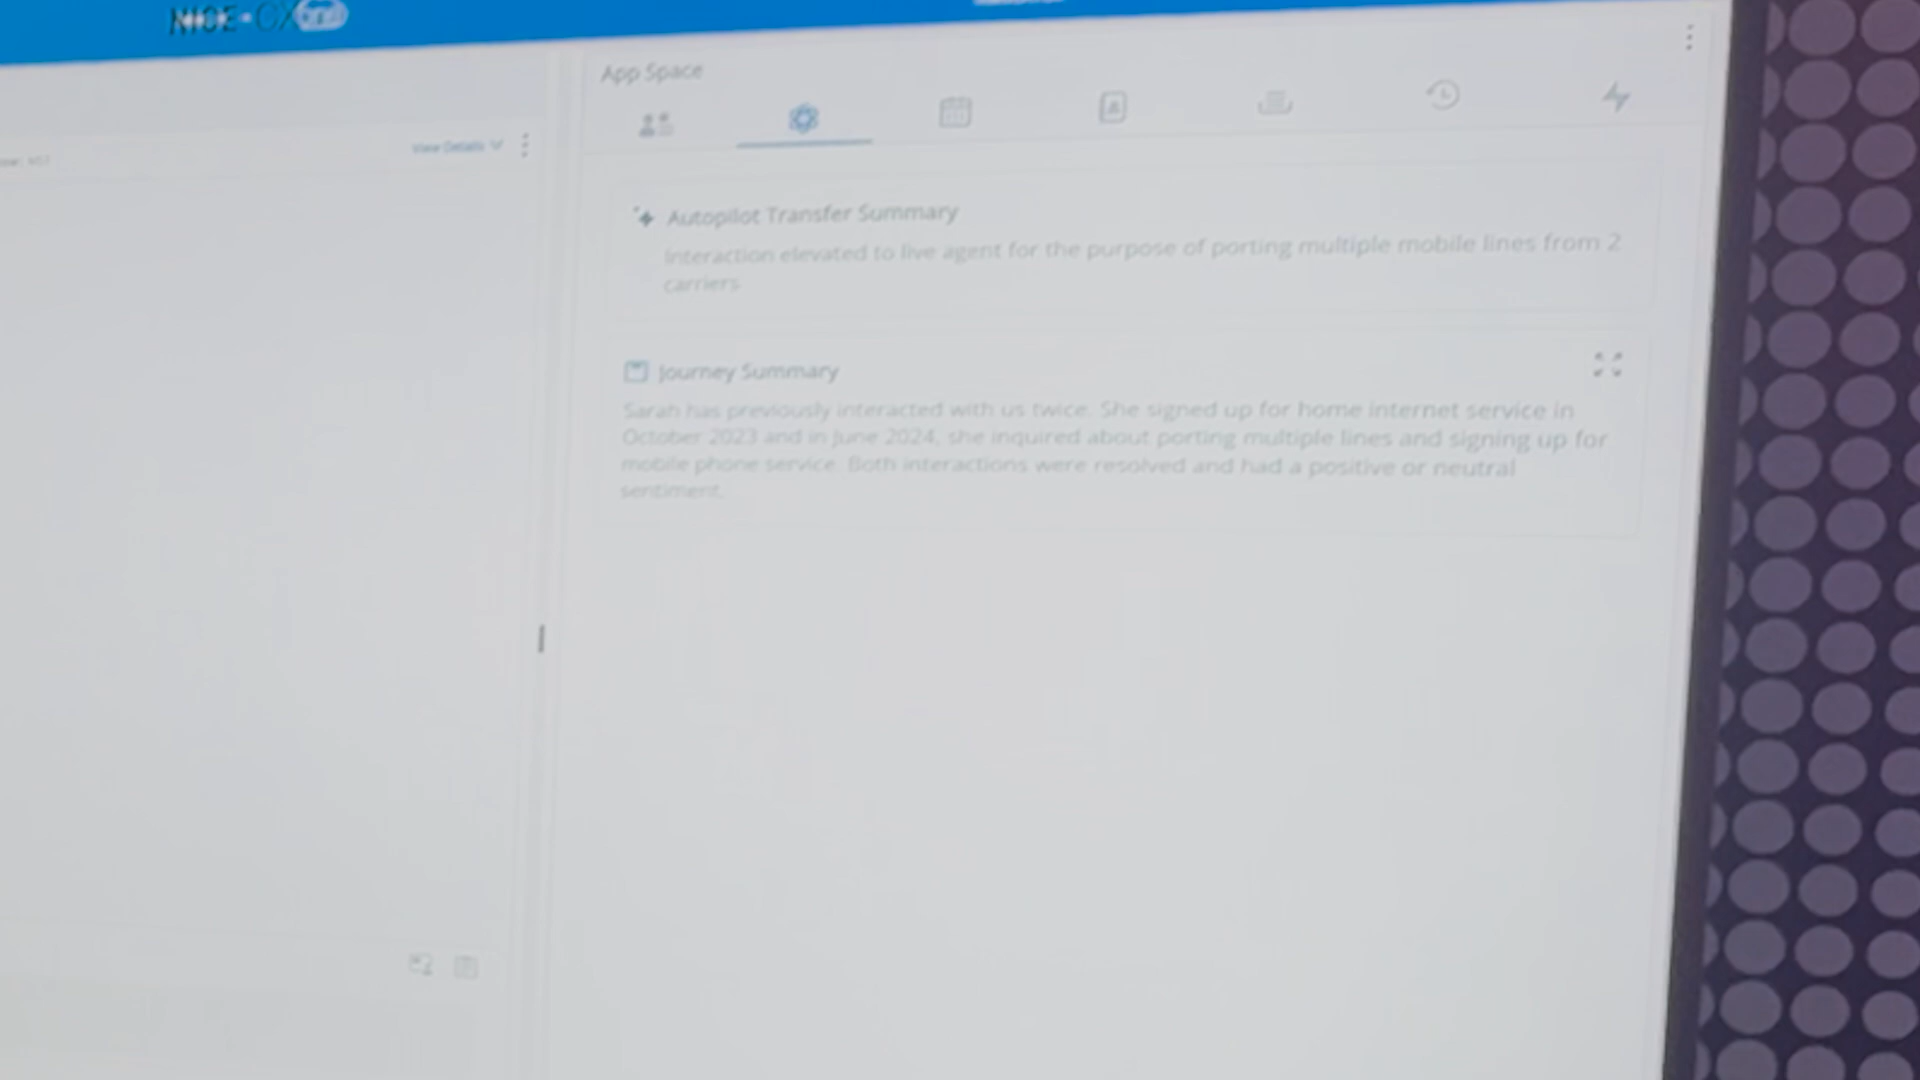 NICE CX
App Space
View Details
Autopilot Transfer Summary
Interaction elevated to live agent for the purpose of porting multiple mobile lines from 2
carriers
Journey Summary
Sarah has previously interacted with us twice. She signed up for home internet service in
October 2023 and in June 2024, she inquired about porting multiple lines and signing up for
mobile phone service. Both interactions were resolved and had a positive or neutral
sentiment.